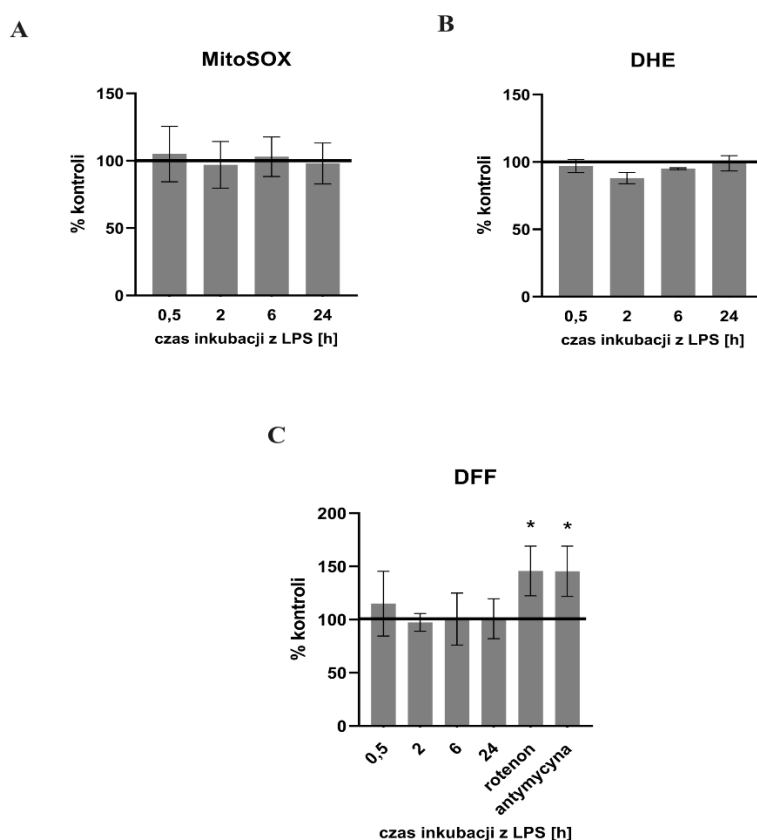 A
MitoSOX
% kontroli
150
100
50
0
0,5 2 6 24
czas inkubacji z LPS [h]
B
DHE
% kontroli
150
100
50
0
0,5 2 6 24
czas inkubacji z LPS [h]
C
DFF
% kontroli
200
150
100
50
0
* *
0,5 2 6 24 rotenon antymycyna
czas inkubacji z LPS [h]